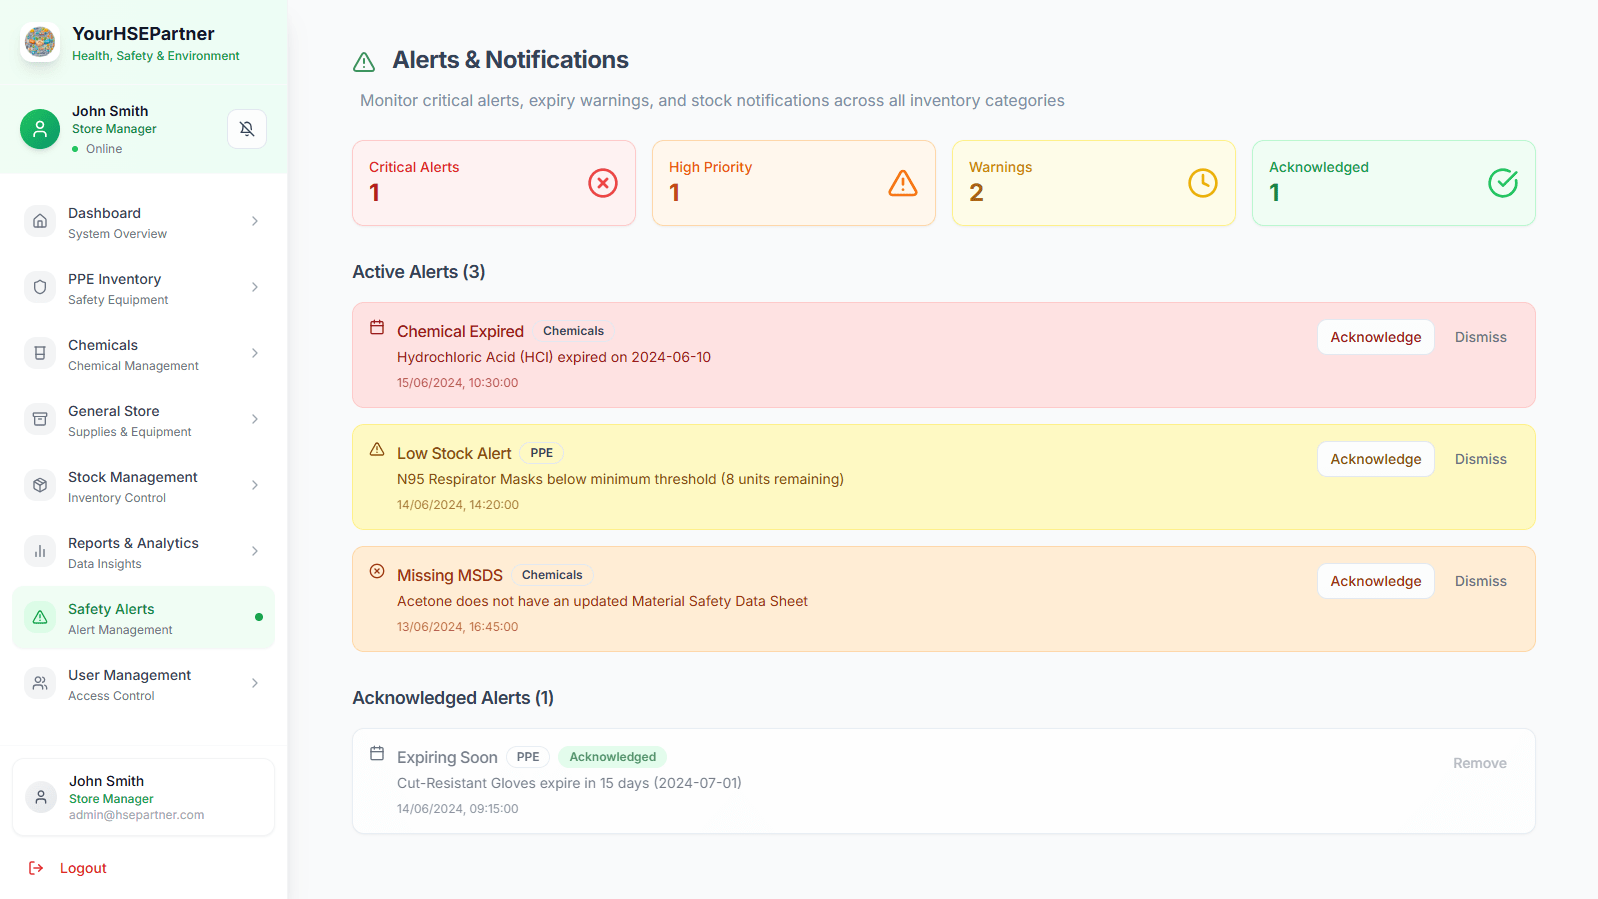 YourHSEPartner
Health, Safety & Environment
John Smith
Store Manager
Online
Dashboard
System Overview
PPE Inventory
Safety Equipment
Chemicals
Chemical Management
General Store
Supplies & Equipment
Stock Management
Inventory Control
Reports & Analytics
Data Insights
Safety Alerts
Alert Management
User Management
Access Control
John Smith
Store Manager
admin@hsepartner.com
Logout
Alerts & Notifications
Monitor critical alerts, expiry warnings, and stock notifications across all inventory categories
Critical Alerts
1
High Priority
1
Warnings
2
Acknowledged
1
Active Alerts (3)
Chemical Expired Chemicals
Hydrochloric Acid (HCl) expired on 2024-06-10
15/06/2024, 10:30:00
Acknowledge Dismiss
Low Stock Alert PPE
N95 Respirator Masks below minimum threshold (8 units remaining)
14/06/2024, 14:20:00
Acknowledge Dismiss
Missing MSDS Chemicals
Acetone does not have an updated Material Safety Data Sheet
13/06/2024, 16:45:00
Acknowledge Dismiss
Acknowledged Alerts (1)
Expiring Soon PPE Acknowledged
Cut-Resistant Gloves expire in 15 days (2024-07-01)
14/06/2024, 09:15:00
Remove